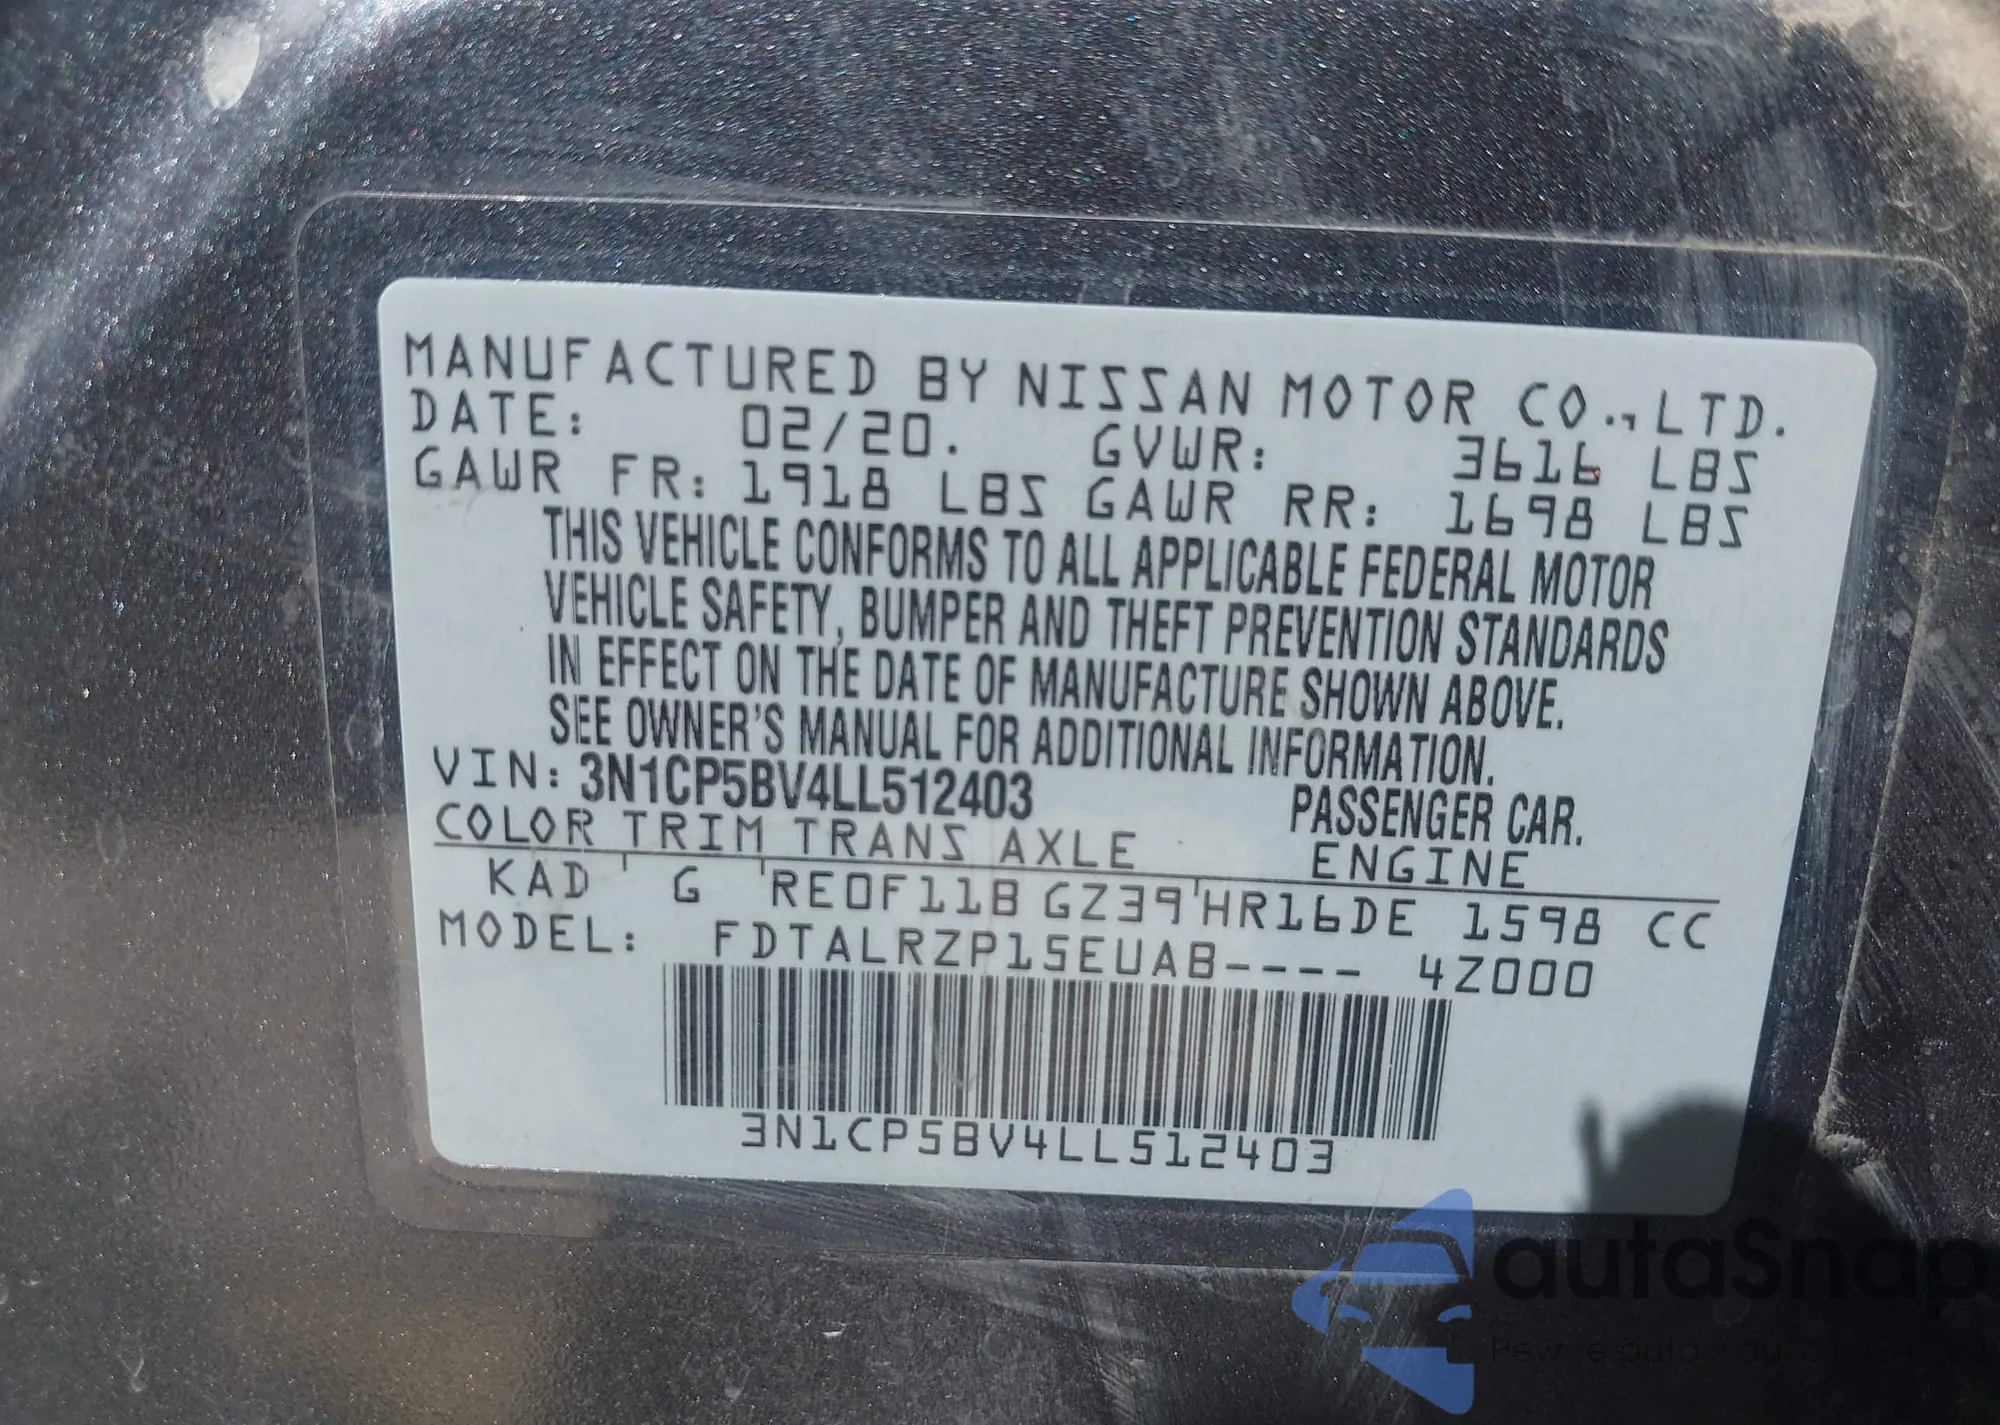 MANUFACTURED BY NISSAN MOTOR CO., LTD.
DATE: 02/20. GVWR: 3616 LBS
GAWR FR: 1918 LBS GAWR RR: 1698 LBS
THIS VEHICLE CONFORMS TO ALL APPLICABLE FEDERAL MOTOR
VEHICLE SAFETY, BUMPER AND THEFT PREVENTION STANDARDS
IN EFFECT ON THE DATE OF MANUFACTURE SHOWN ABOVE.
SEE OWNER'S MANUAL FOR ADDITIONAL INFORMATION.
VIN: 3N1CP5BV4LL512403 PASSENGER CAR.
COLOR TRIM TRANS AXLE ENGINE
KAD G RE0F11B GZ39 HR16DE 1598 CC
MODEL: FDTALRZP15EUAB---- 4Z000
3N1CP5BV4LL512403
autaSnap